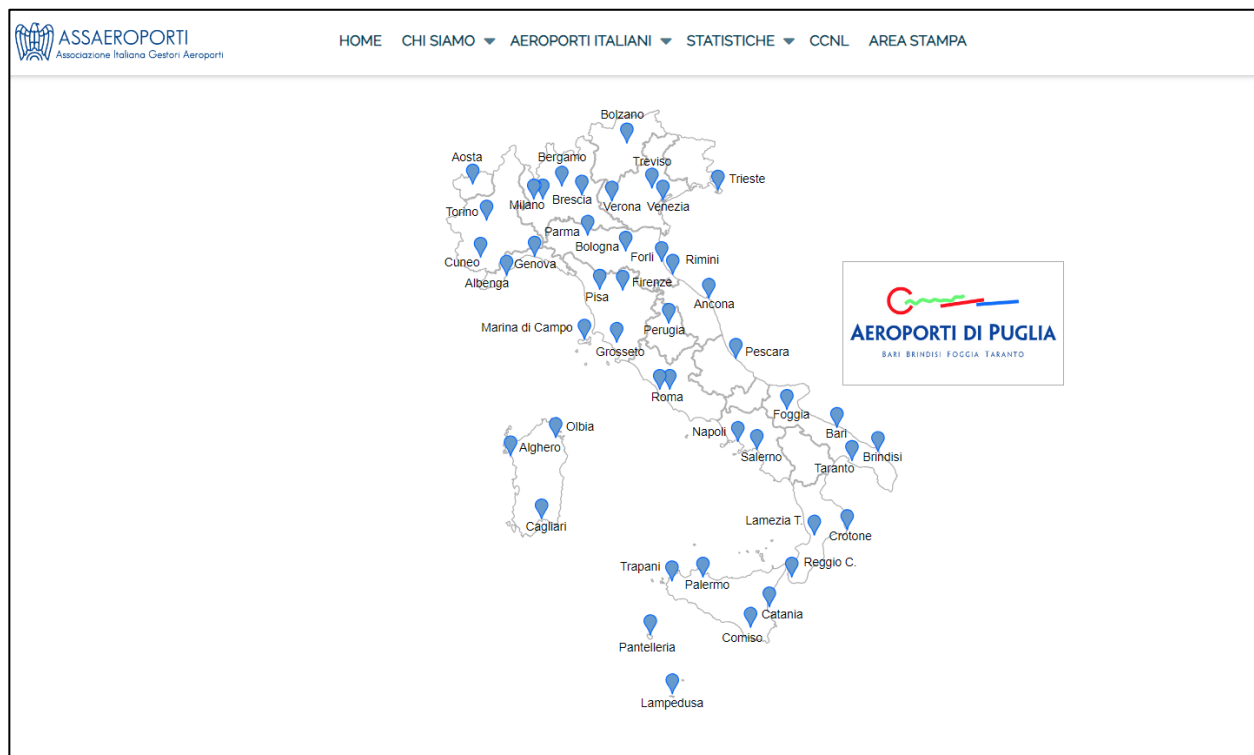 ASSAEROPORTI
Associazione Italiana Gestori Aeroporti
HOME CHI SIAMO AEROPORTI ITALIANI STATISTICHE CCNL AREA STAMPA
Bolzano
Aosta
Bergamo
Treviso
Trieste
Milano
Brescia
Verona
Venezia
Torino
Parma
Bologna
Forlì
Rimini
Cuneo
Genova
Albenga
Pisa
Firenze
Ancona
Marina di Campo
Perugia
Grosseto
Pescara
AEROPORTI DI PUGLIA
BARI BRINDISI FOGGIA TARANTO
Roma
Foggia
Olbia
Napoli
Bari
Alghero
Salerno
Taranto
Brindisi
Cagliari
Lamezia T.
Crotone
Trapani
Palermo
Reggio C.
Catania
Comiso
Pantelleria
Lampedusa